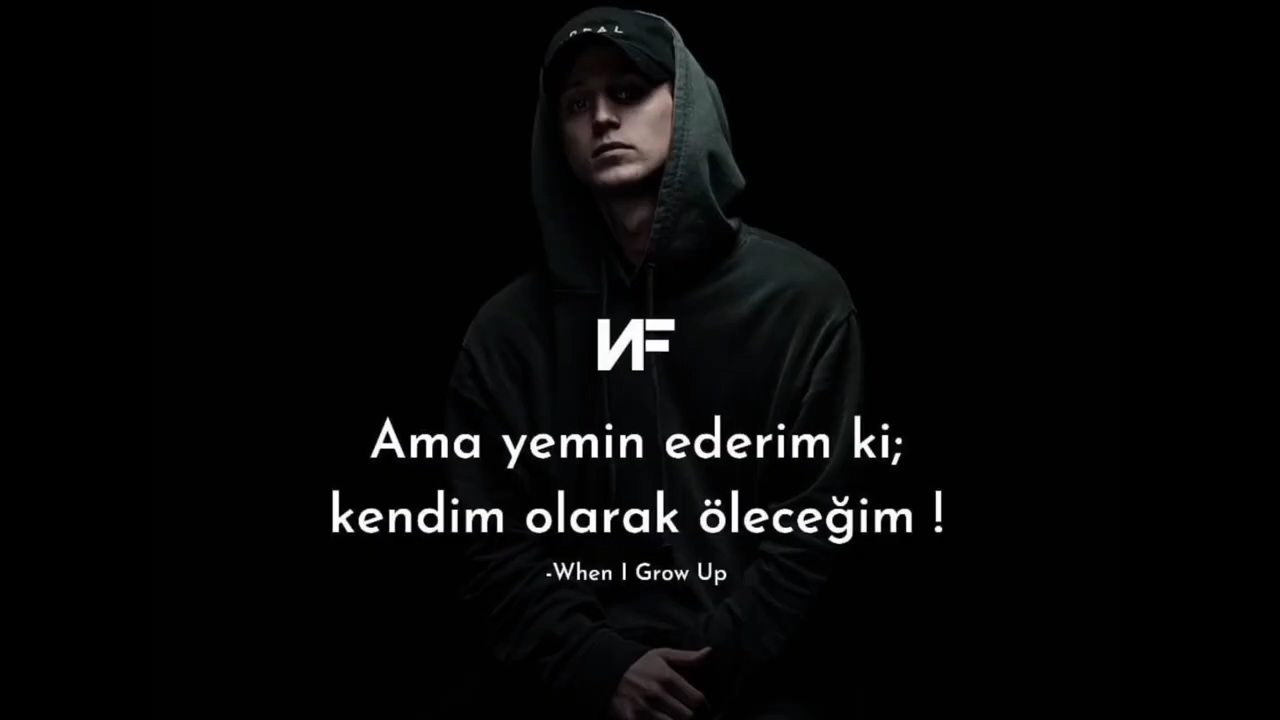 NF
Ama yemin ederim ki;
kendim olarak öleceğim !
-When I Grow Up